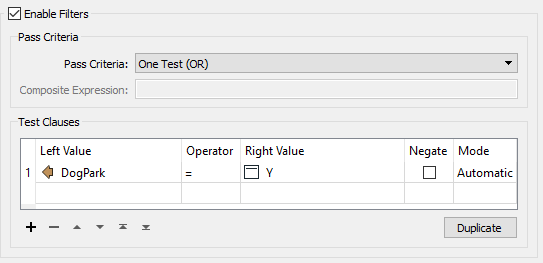 Enable Filters
Pass Criteria
Pass Criteria: One Test (OR)
Composite Expression:
Test Clauses
Left Value Operator Right Value Negate Mode
1 DogPark = Y Automatic
Duplicate